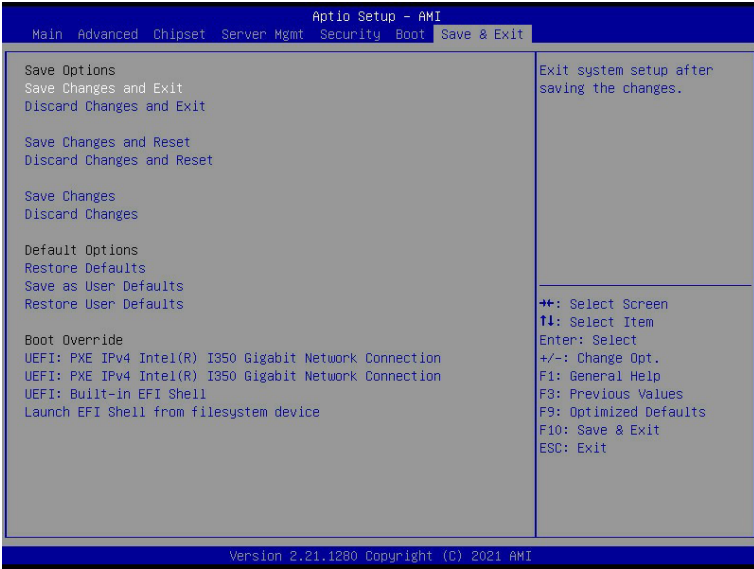 Aptio Setup – AMI
Main Advanced Chipset Server Mgmt Security Boot Save & Exit
Save Options
Save Changes and Exit
Discard Changes and Exit
Save Changes and Reset
Discard Changes and Reset
Save Changes
Discard Changes
Default Options
Restore Defaults
Save as User Defaults
Restore User Defaults
Boot Override
UEFI: PXE IPv4 Intel(R) I350 Gigabit Network Connection
UEFI: PXE IPv4 Intel(R) I350 Gigabit Network Connection
UEFI: Built-in EFI Shell
Launch EFI Shell from filesystem device
Exit system setup after
saving the changes.
→←: Select Screen
↑↓: Select Item
Enter: Select
+/-: Change Opt.
F1: General Help
F3: Previous Values
F9: Optimized Defaults
F10: Save & Exit
ESC: Exit
Version 2.21.1280 Copyright (C) 2021 AMI